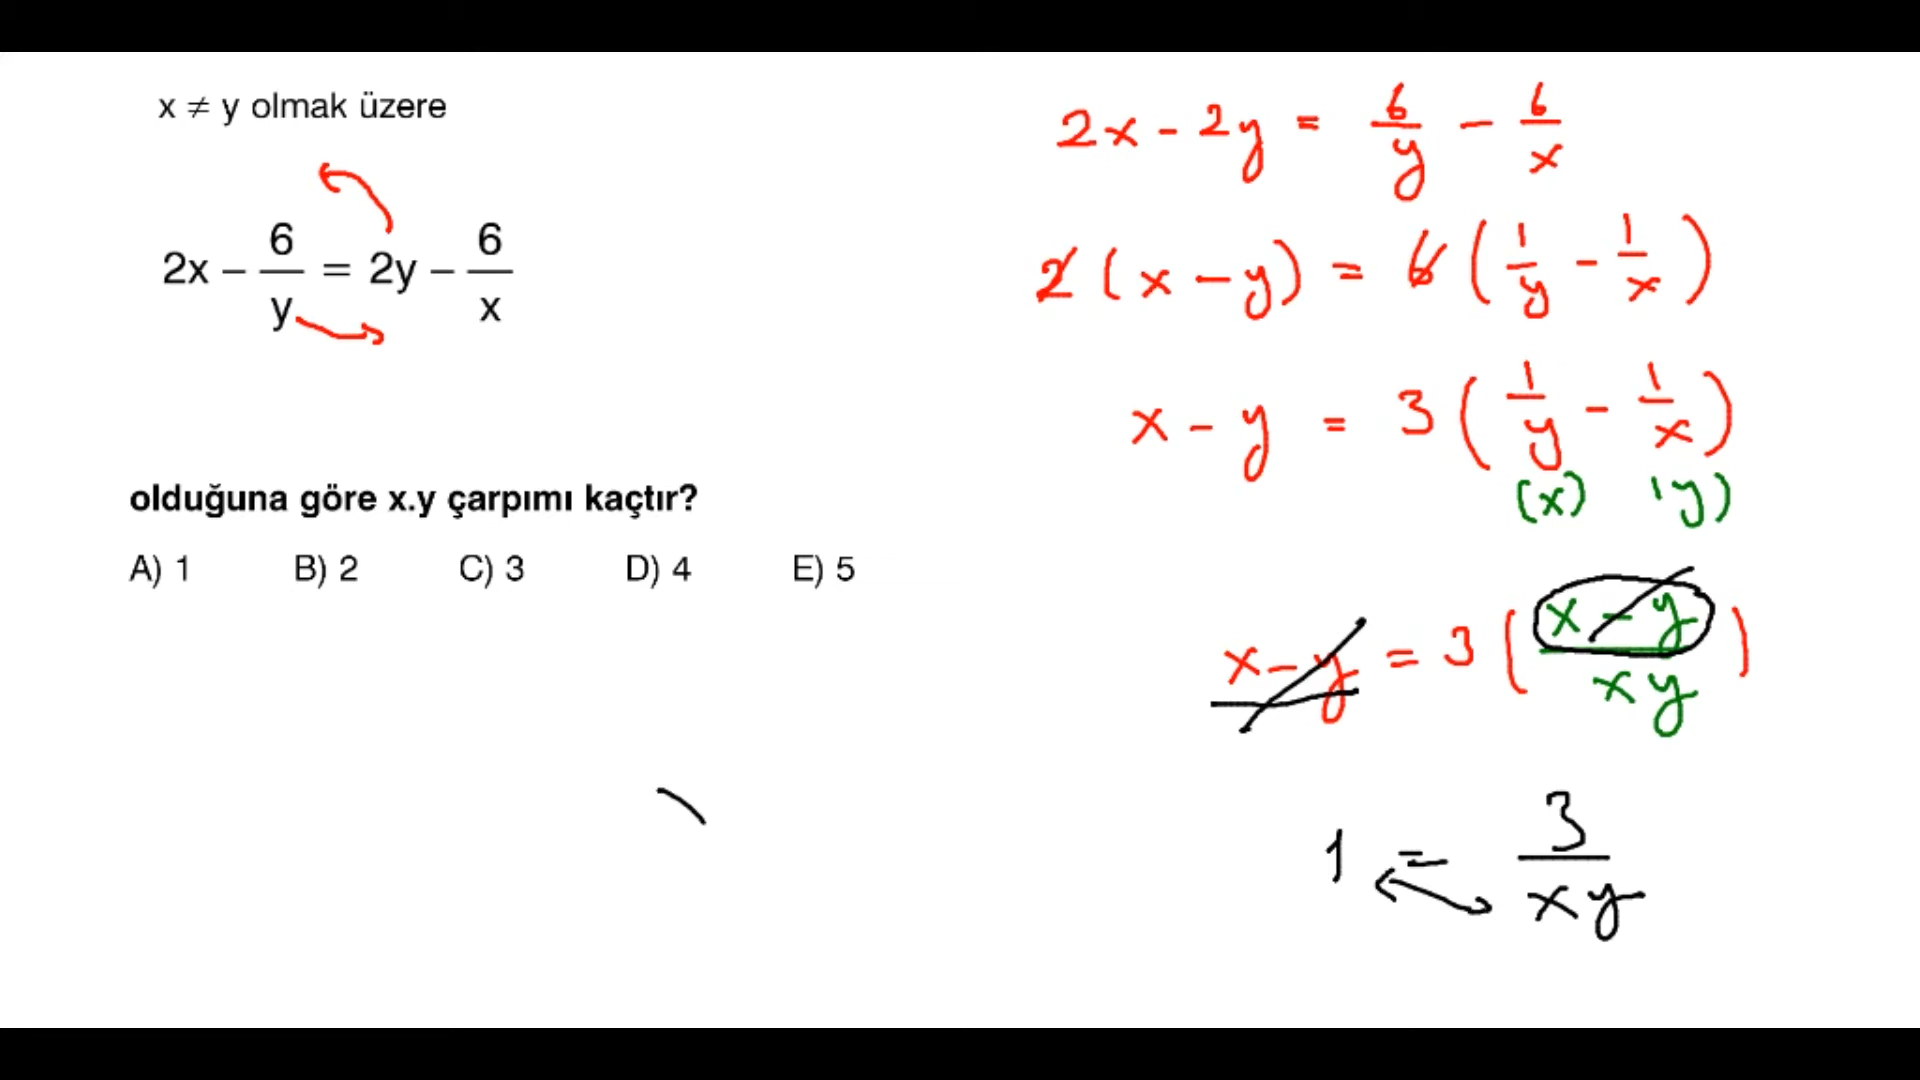 x ≠ y olmak üzere
2x – 6/y = 2y – 6/x
olduğuna göre x.y çarpımı kaçtır?
A) 1 B) 2 C) 3 D) 4 E) 5
2x - 2y = 6/y - 6/x
2 (x - y) = 6 (1/y - 1/x)
x - y = 3 (1/y - 1/x)
(x) (y)
x - y = 3 (x - y / xy)
1 = 3/xy